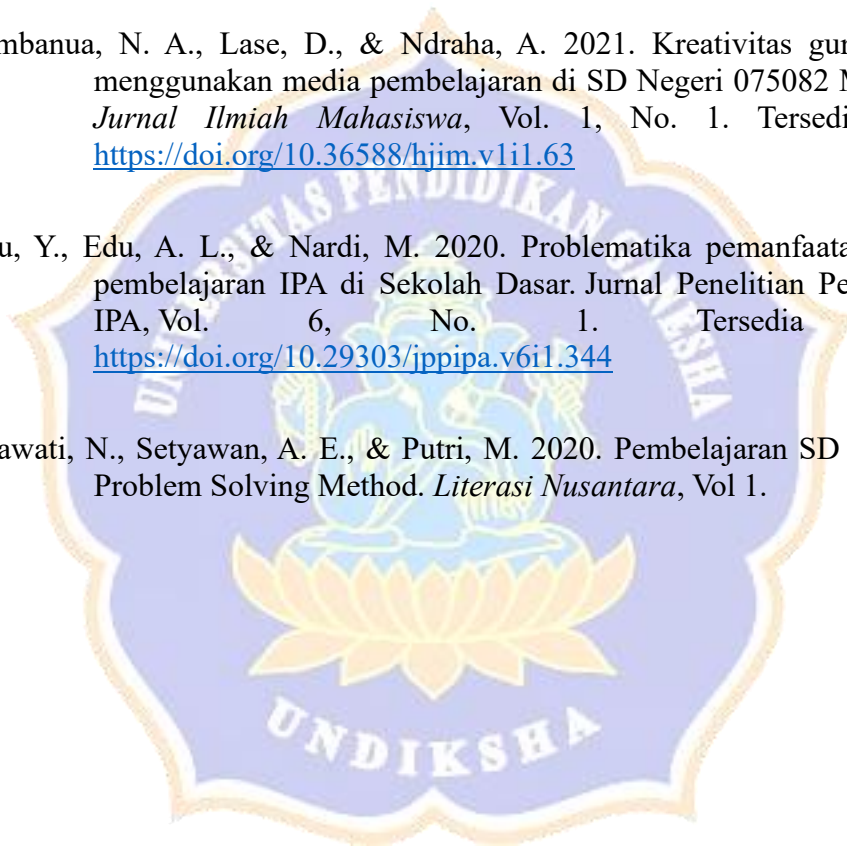 mbanua, N. A., Lase, D., & Ndraha, A. 2021. Kreativitas gur
menggunakan media pembelajaran di SD Negeri 075082 M
Jurnal Ilmiah Mahasiswa, Vol. 1, No. 1. Tersedi
https://doi.org/10.36588/hjim.v1i1.63
u, Y., Edu, A. L., & Nardi, M. 2020. Problematika pemanfaata
pembelajaran IPA di Sekolah Dasar. Jurnal Penelitian Pe
IPA, Vol. 6, No. 1. Tersedia
https://doi.org/10.29303/jppipa.v6i1.344
awati, N., Setyawan, A. E., & Putri, M. 2020. Pembelajaran SD
Problem Solving Method. Literasi Nusantara, Vol 1.
UNIVERSITAS PENDIDIKAN GANESHA
UNDIKSHA